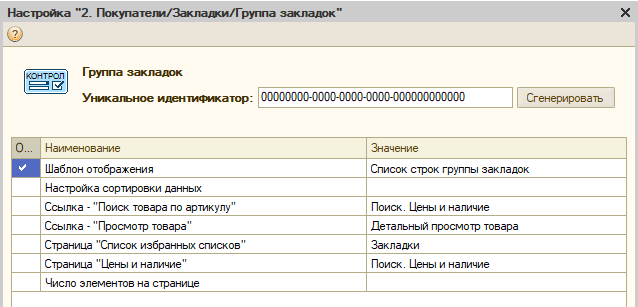 Настройка "2. Покупатели/Закладки/Группа закладок"
?
КОНТРОЛ
Группа закладок
Уникальное идентификатор: 00000000-0000-0000-0000-000000000000 Сгенерировать
О... Наименование Значение
Шаблон отображения Список строк группы закладок
Настройка сортировки данных
Ссылка - "Поиск товара по артикулу" Поиск. Цены и наличие
Ссылка - "Просмотр товара" Детальный просмотр товара
Страница "Список избранных списков" Закладки
Страница "Цены и наличие" Поиск. Цены и наличие
Число элементов на странице